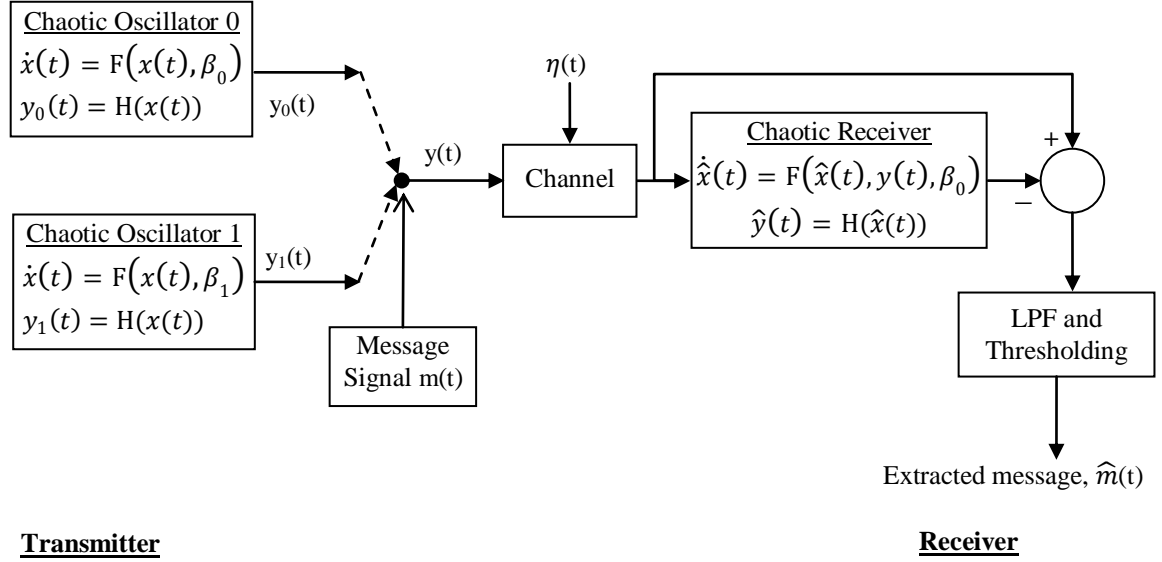 Chaotic Oscillator 0
ẋ(t) = F(x(t), β₀)
y₀(t) = H(x(t))
y₀(t)
Chaotic Oscillator 1
ẋ(t) = F(x(t), β₁)
y₁(t) = H(x(t))
y₁(t)
y(t)
Message
Signal m(t)
η(t)
Channel
Chaotic Receiver
x̂̇(t) = F(x̂(t), y(t), β₀)
ŷ(t) = H(x̂(t))
+
−
LPF and
Thresholding
Extracted message, m̂(t)
Transmitter
Receiver